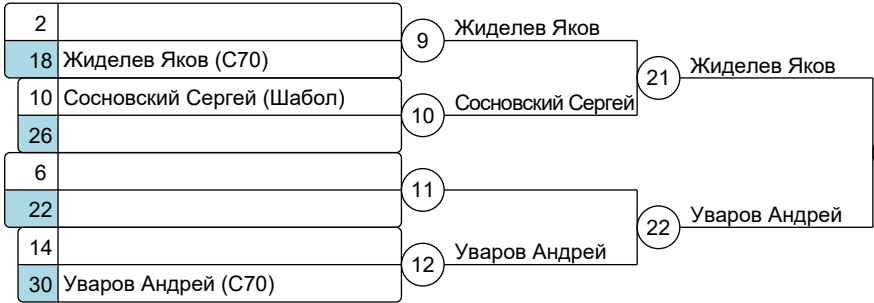 2
9
Жиделев Яков
18 Жиделев Яков (С70)
21
Жиделев Яков
10 Сосновский Сергей (Шабол)
10
Сосновский Сергей
26
6
11
22
22
Уваров Андрей
14
12
Уваров Андрей
30 Уваров Андрей (С70)